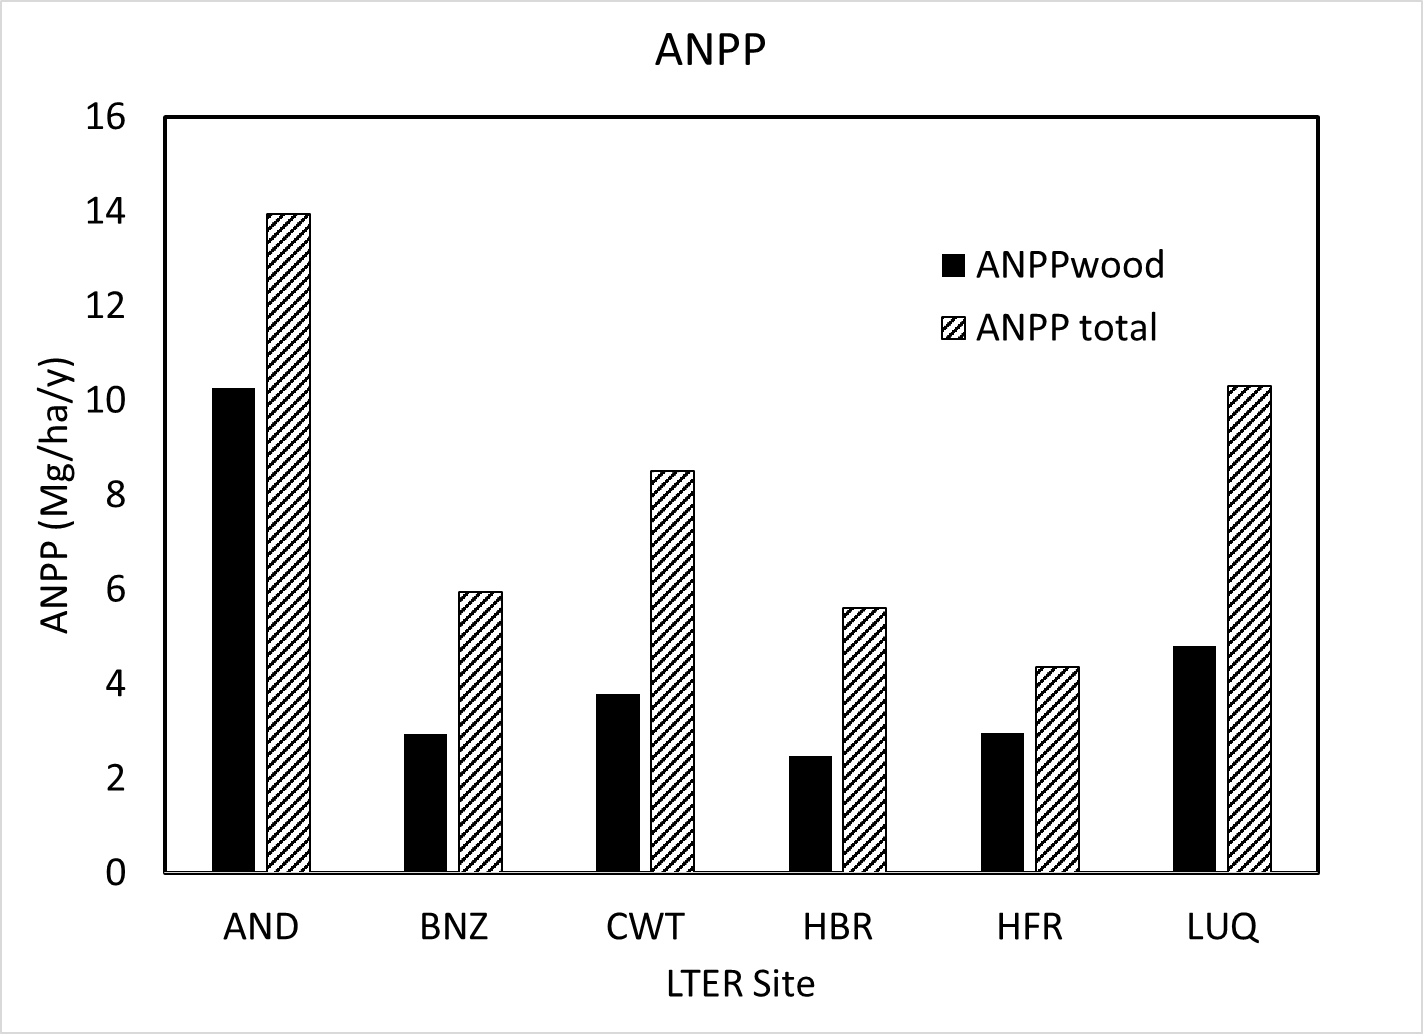 ANPP
16
14
12
10
8
6
4
2
0
ANPP (Mg/ha/y)
ANPPwood
ANPP total
AND BNZ CWT HBR HFR LUQ
LTER Site